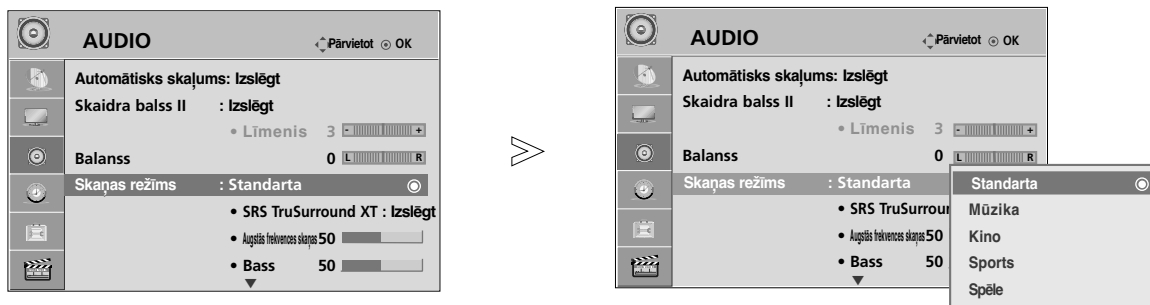 AUDIO
Pārvietot OK
Automātisks skaļums: Izslēgt
Skaidra balss II : Izslēgt
• Līmenis 3 - +
Balanss 0 L R
Skaņas režīms : Standarta
• SRS TruSurround XT : Izslēgt
• Augstās frekvences skaņas 50
• Bass 50
>
AUDIO
Pārvietot OK
Automātisks skaļums: Izslēgt
Skaidra balss II : Izslēgt
• Līmenis 3 - +
Balanss 0 L R
Skaņas režīms : Standarta
• SRS TruSurroun
• Augstās frekvences skaņas 50
• Bass 50
Standarta
Mūzika
Kino
Sports
Spēle